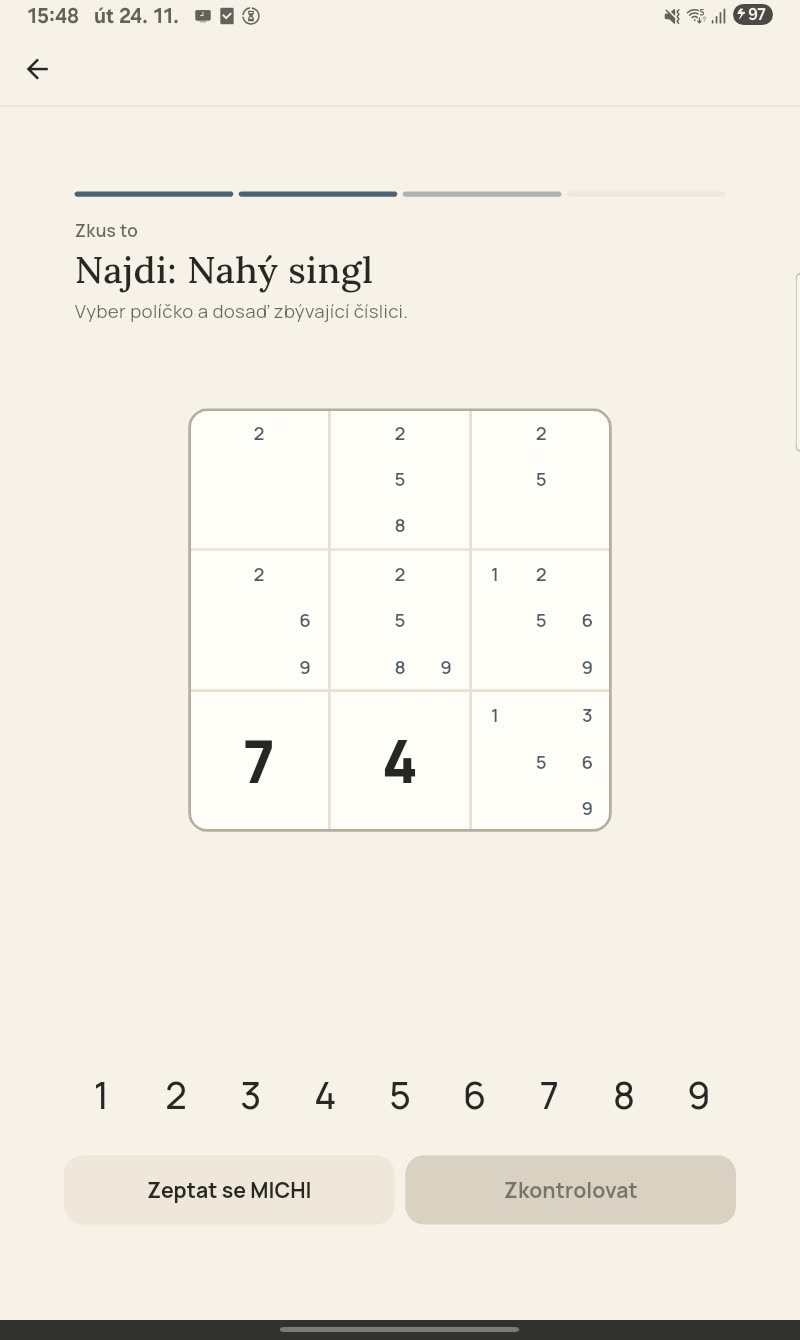 15:48 út 24. 11. 97
Zkus to
Najdi: Nahý singl
Vyber políčko a dosaď zbývající číslici.
2 2 2
5 5
8
2 2 1 2
6 5 5 6
9 8 9 9
1 3
7 4 5 6
9
1 2 3 4 5 6 7 8 9
Zeptat se MICHI Zkontrolovat